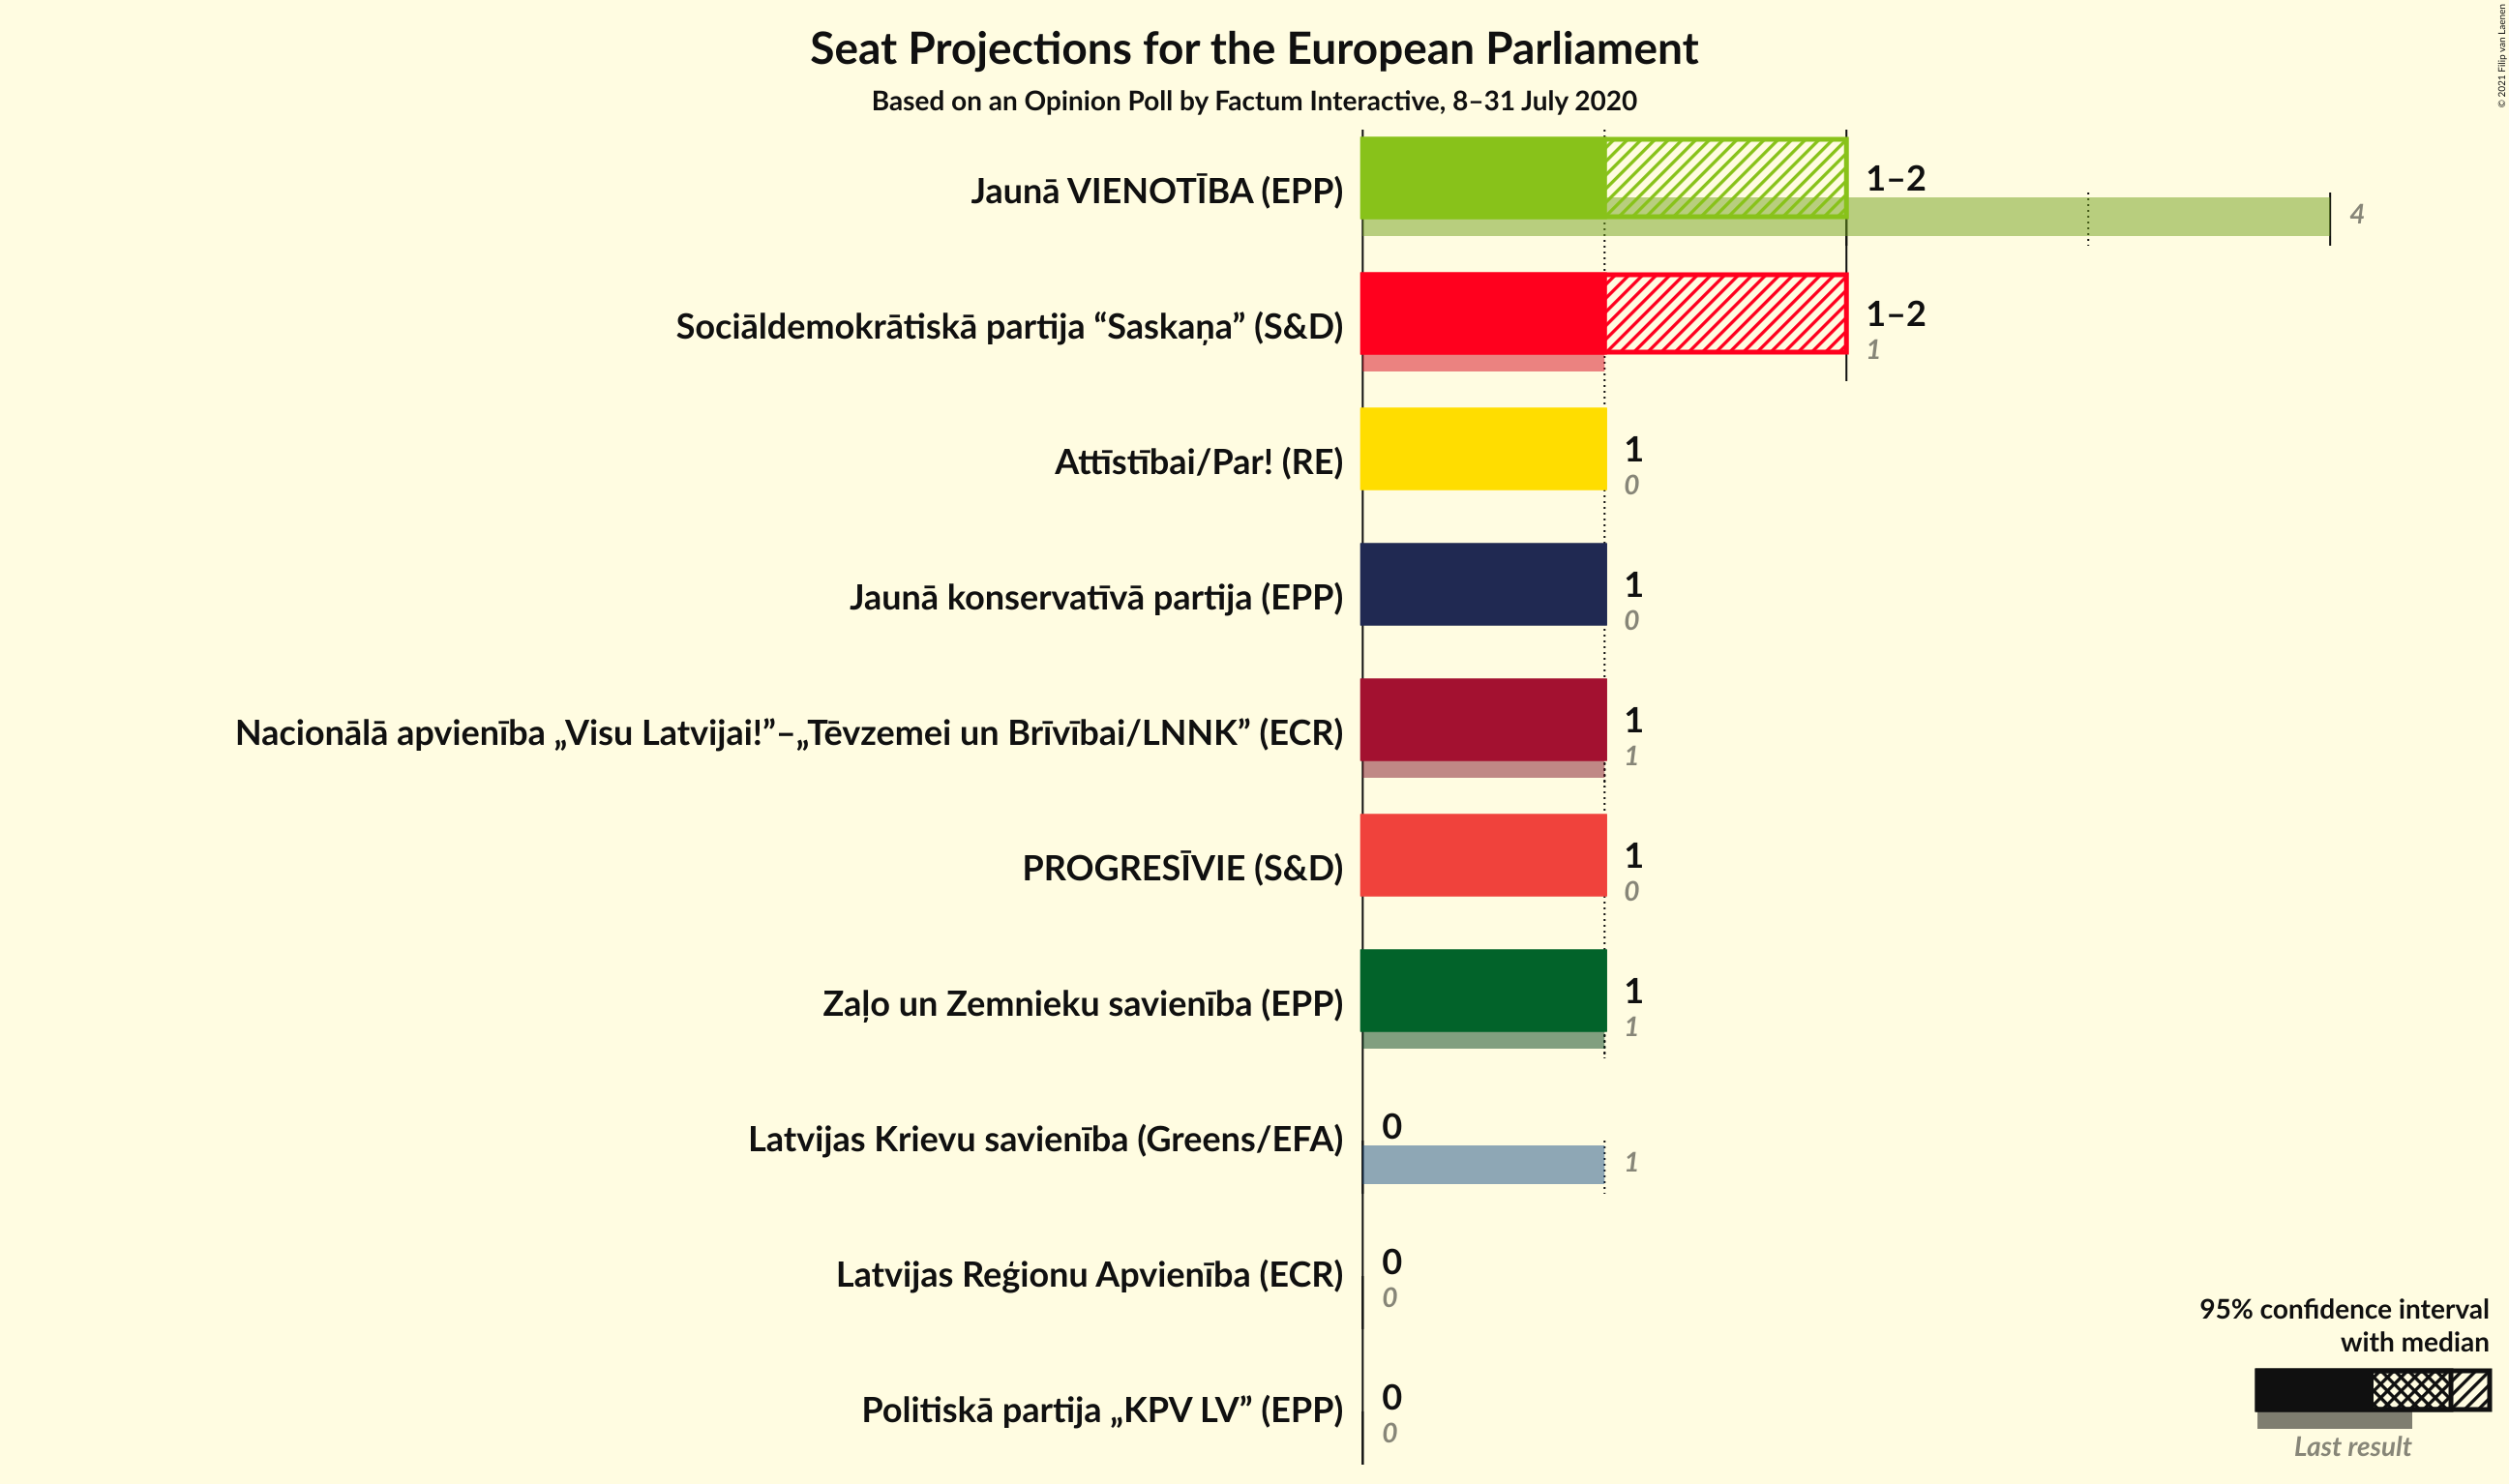 Seat Projections for the European Parliament
Based on an Opinion Poll by Factum Interactive, 8–31 July 2020
© 2021 Filip van Laenen
Jaunā VIENOTĪBA (EPP)
1–2
4
Sociāldemokrātiskā partija “Saskaņa” (S&D)
1–2
1
Attīstībai/Par! (RE)
1
0
Jaunā konservatīvā partija (EPP)
1
0
Nacionālā apvienība „Visu Latvijai!”–„Tēvzemei un Brīvībai/LNNK” (ECR)
1
1
PROGRESĪVIE (S&D)
1
0
Zaļo un Zemnieku savienība (EPP)
1
1
Latvijas Krievu savienība (Greens/EFA)
0
1
Latvijas Reģionu Apvienība (ECR)
0
0
Politiskā partija „KPV LV” (EPP)
0
0
95% confidence interval
with median
Last result